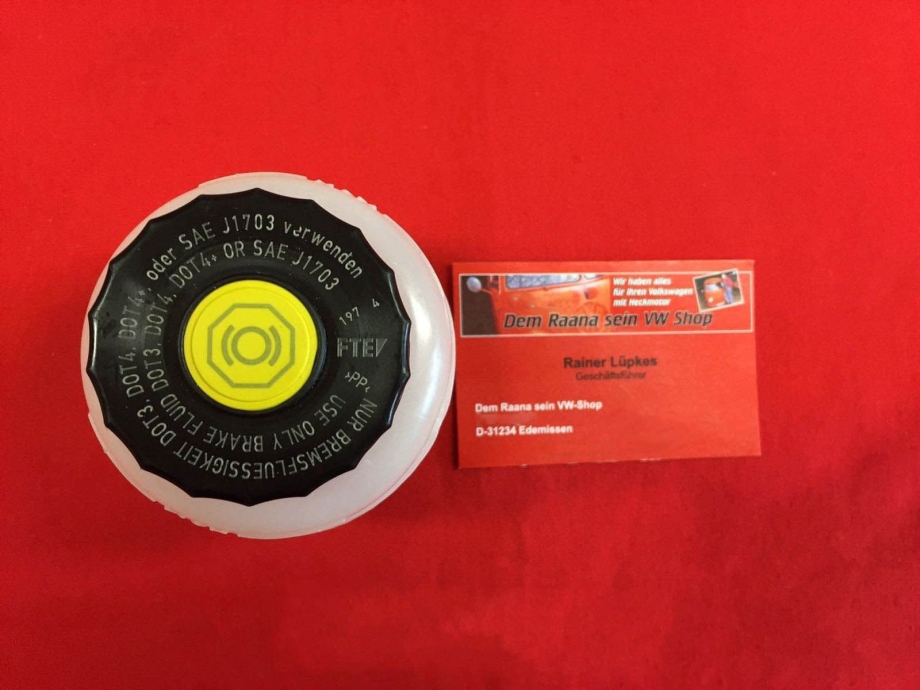 NUR BREMSFLUESSIGKEIT DOT3, DOT4, DOT4+, oder SAE J1703 verwenden
USE ONLY BRAKE FLUID DOT3, DOT4, DOT4+ OR SAE J1703
197 4
FTE
>PP<
Wir haben alles
für Ihren Volkswagen
mit Heckmotor
Dem Raana sein VW Shop
Rainer Lüpkes
Geschäftsführer
Dem Raana sein VW-Shop
D-31234 Edemissen